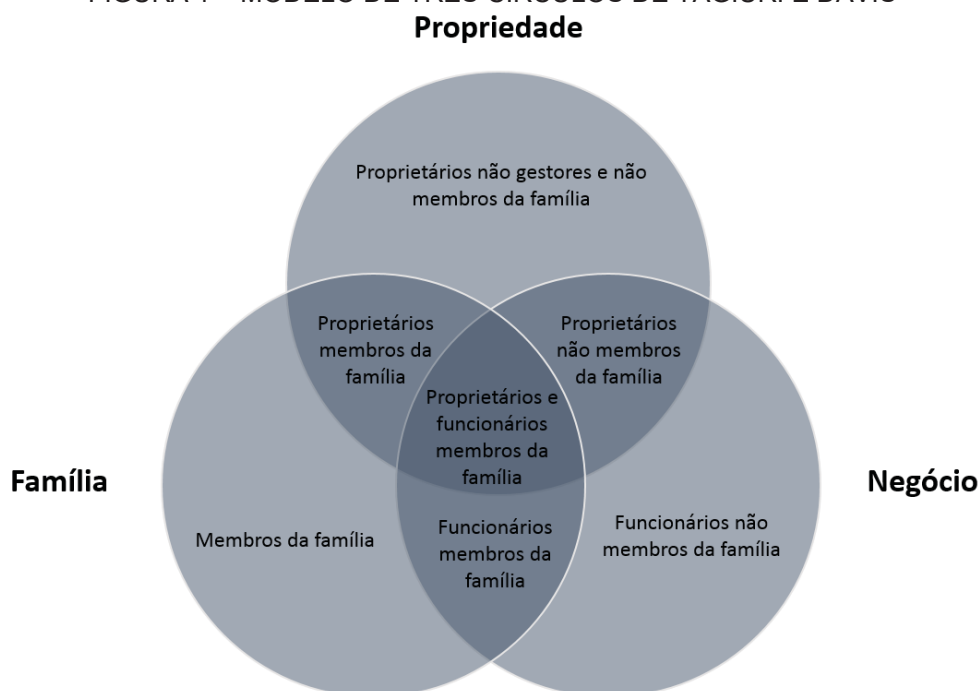 Propriedade
Proprietários não gestores e não
membros da família
Proprietários
membros da
família
Proprietários
não membros
da família
Proprietários e
funcionários
membros da
família
Família
Negócio
Membros da família
Funcionários
membros da
família
Funcionários não
membros da família